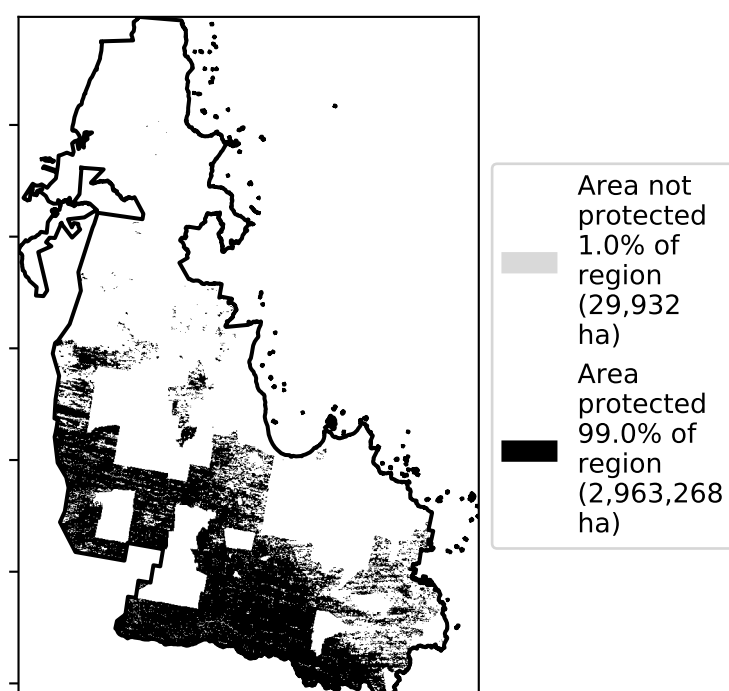 Area not
protected
1.0% of
region
(29,932
ha)
Area
protected
99.0% of
region
(2,963,268
ha)